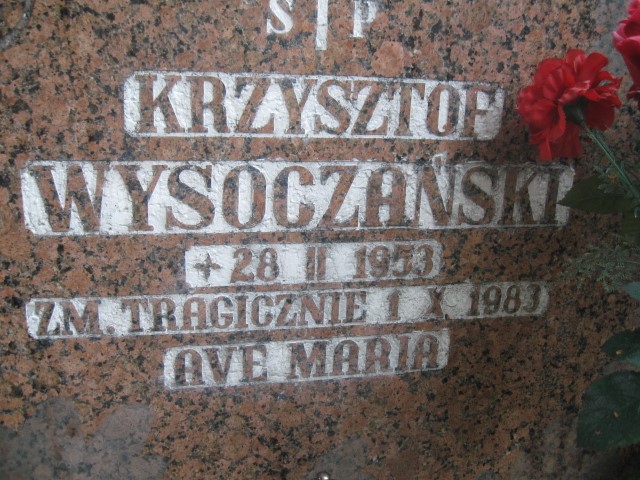 S P
KRZYSZTOF
WYSOCZAŃSKI
+ 28 II 1953
ZM. TRAGICZNIE 1 X 1983
AVE MARIA